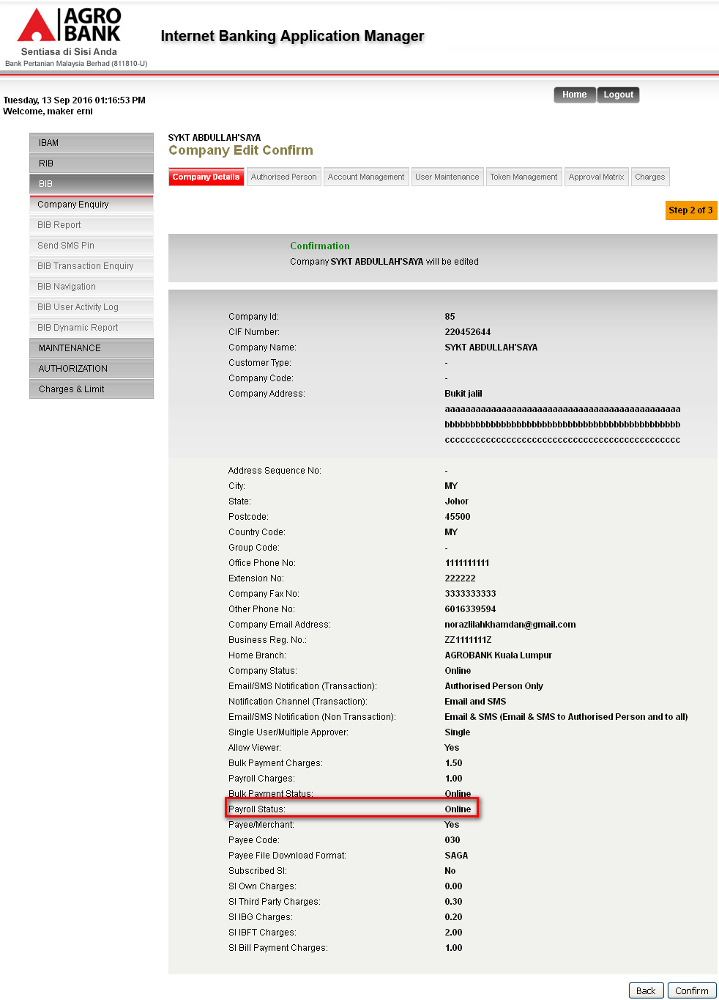 AGRO
BANK
Sentiasa di Sisi Anda
Bank Pertanian Malaysia Berhad (811810-U)
Internet Banking Application Manager
Tuesday, 13 Sep 2016 01:16:53 PM
Welcome, maker erni
Home Logout
IBAM
RIB
BIB
Company Enquiry
BIB Report
Send SMS Pin
BIB Transaction Enquiry
BIB Navigation
BIB User Activity Log
BIB Dynamic Report
MAINTENANCE
AUTHORIZATION
Charges & Limit
SYKT ABDULLAH'SAYA
Company Edit Confirm
Company Details Authorised Person Account Management User Maintenance Token Management Approval Matrix Charges
Step 2 of 3
Confirmation
Company SYKT ABDULLAH'SAYA will be edited
Company Id: 85
CIF Number: 220452644
Company Name: SYKT ABDULLAH'SAYA
Customer Type: -
Company Code: -
Company Address: Bukit jalil
aaaaaaaaaaaaaaaaaaaaaaaaaaaaaaaaaaaaaaaaaaaaaa
bbbbbbbbbbbbbbbbbbbbbbbbbbbbbbbbbbbbbbbbbbbbbb
cccccccccccccccccccccccccccccccccccccccccccccc
Address Sequence No: -
City: MY
State: Johor
Postcode: 45500
Country Code: MY
Group Code: -
Office Phone No: 1111111111
Extension No: 222222
Company Fax No: 3333333333
Other Phone No: 6016339594
Company Email Address: norazlilahkhamdan@gmail.com
Business Reg. No.: ZZ1111111Z
Home Branch: AGROBANK Kuala Lumpur
Company Status: Online
Email/SMS Notification (Transaction): Authorised Person Only
Notification Channel (Transaction): Email and SMS
Email/SMS Notification (Non Transaction): Email & SMS (Email & SMS to Authorised Person and to all)
Single User/Multiple Approver: Single
Allow Viewer: Yes
Bulk Payment Charges: 1.50
Payroll Charges: 1.00
Bulk Payment Status: Online
Payroll Status: Online
Payee/Merchant: Yes
Payee Code: 030
Payee File Download Format: SAGA
Subscribed SI: No
SI Own Charges: 0.00
SI Third Party Charges: 0.30
SI IBG Charges: 0.20
SI IBFT Charges: 2.00
SI Bill Payment Charges: 1.00
Back Confirm